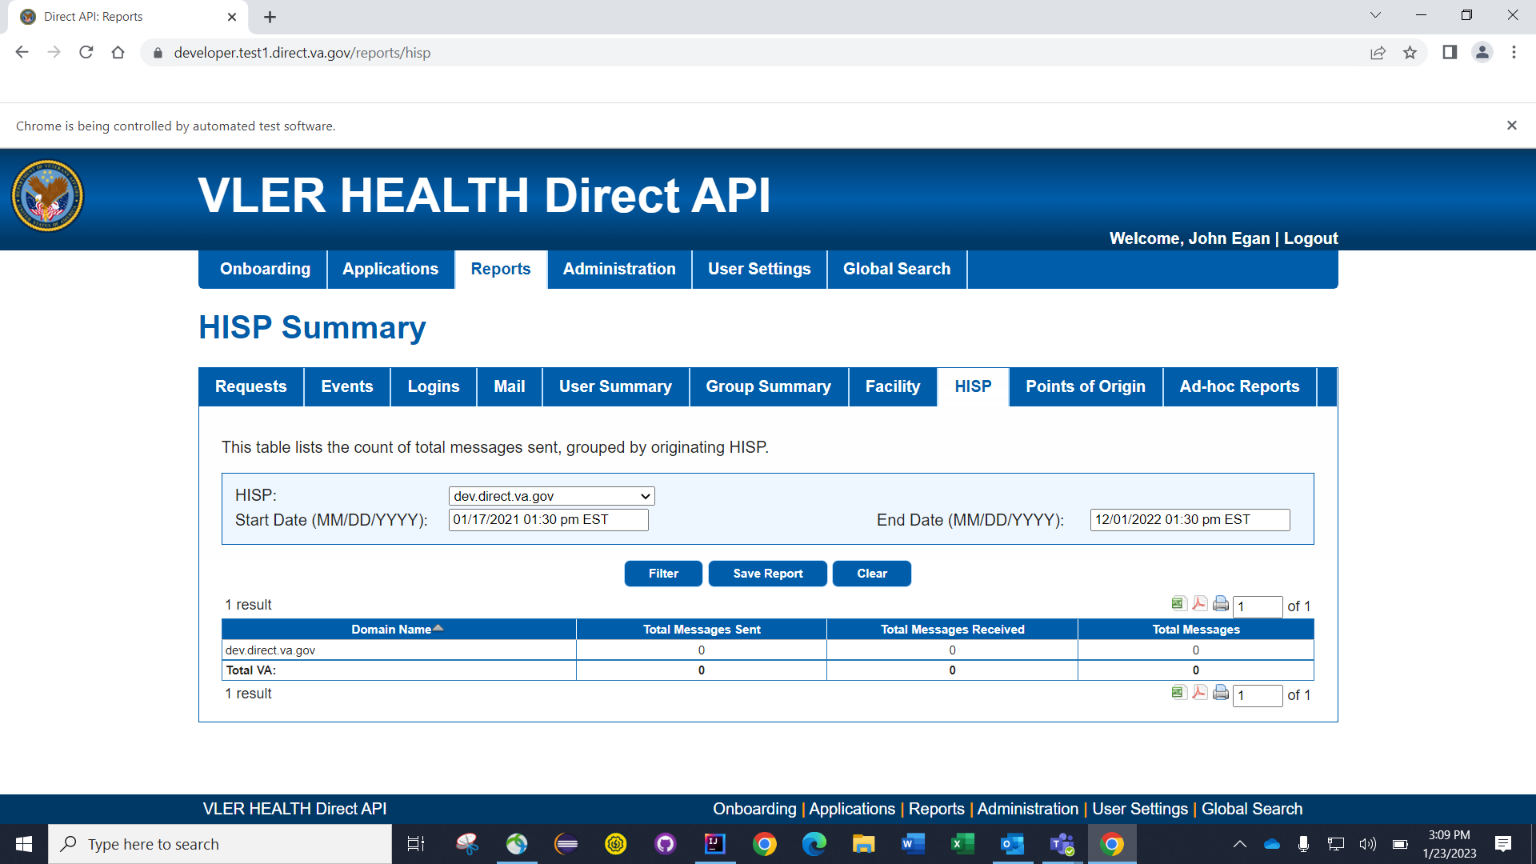 Direct API: Reports
developer.test1.direct.va.gov/reports/hisp
Chrome is being controlled by automated test software.
VLER HEALTH Direct API
Welcome, John Egan | Logout
Onboarding Applications Reports Administration User Settings Global Search
HISP Summary
Requests Events Logins Mail User Summary Group Summary Facility HISP Points of Origin Ad-hoc Reports
This table lists the count of total messages sent, grouped by originating HISP.
HISP: dev.direct.va.gov
Start Date (MM/DD/YYYY): 01/17/2021 01:30 pm EST End Date (MM/DD/YYYY): 12/01/2022 01:30 pm EST
Filter Save Report Clear
1 result 1 of 1
Domain Name Total Messages Sent Total Messages Received Total Messages
dev.direct.va.gov 0 0 0
Total VA: 0 0 0
1 result 1 of 1
VLER HEALTH Direct API Onboarding | Applications | Reports | Administration | User Settings | Global Search
Type here to search
3:09 PM
1/23/2023